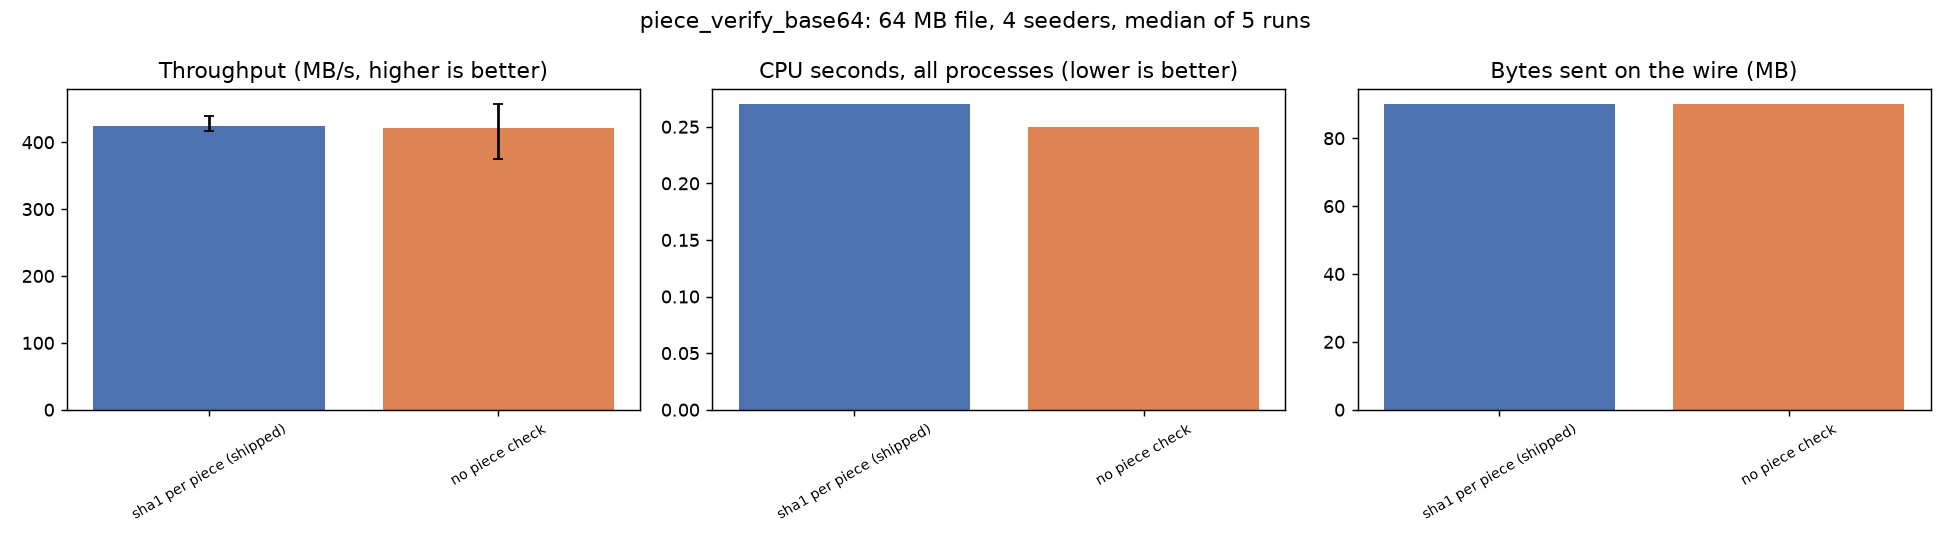 piece_verify_base64: 64 MB file, 4 seeders, median of 5 runs
Throughput (MB/s, higher is better)
400
300
200
100
0
sha1 per piece (shipped)
no piece check
CPU seconds, all processes (lower is better)
0.25
0.20
0.15
0.10
0.05
0.00
sha1 per piece (shipped)
no piece check
Bytes sent on the wire (MB)
80
60
40
20
0
sha1 per piece (shipped)
no piece check